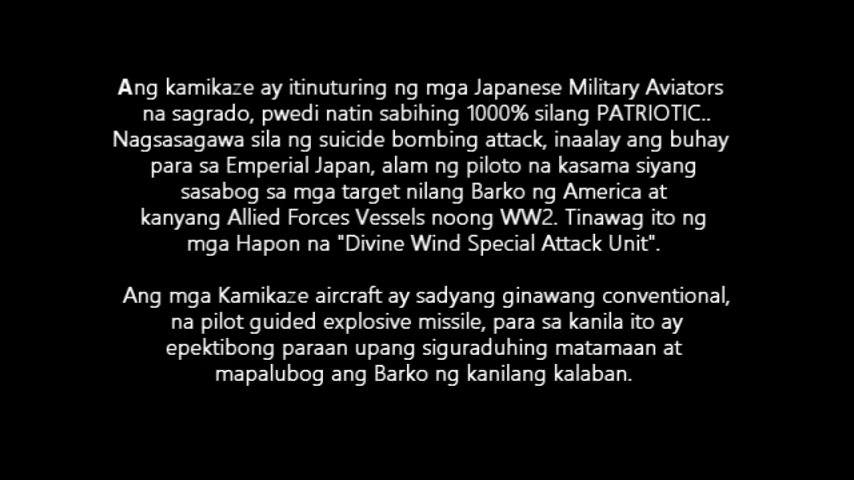 Ang kamikaze ay itinuturing ng mga Japanese Military Aviators
na sagrado, pwedi natin sabihing 1000% silang PATRIOTIC..
Nagsasagawa sila ng suicide bombing attack, inaalay ang buhay
para sa Emperial Japan, alam ng piloto na kasama siyang
sasabog sa mga target nilang Barko ng America at
kanyang Allied Forces Vessels noong WW2. Tinawag ito ng
mga Hapon na "Divine Wind Special Attack Unit".
Ang mga Kamikaze aircraft ay sadyang ginawang conventional,
na pilot guided explosive missile, para sa kanila ito ay
epektibong paraan upang siguraduhing matamaan at
mapalubog ang Barko ng kanilang kalaban.